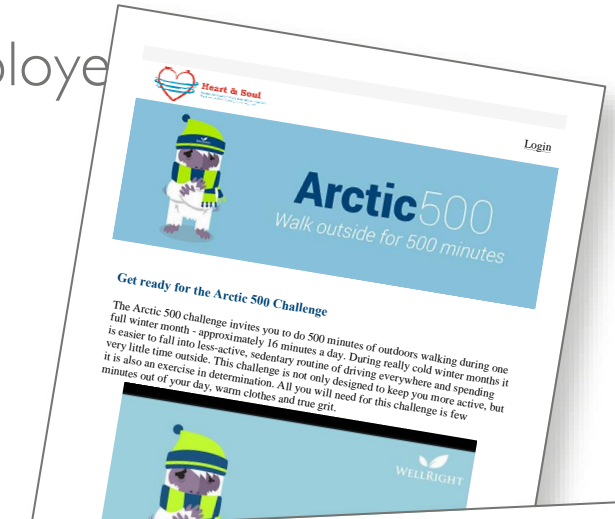 ploye
Heart & Soul
Login
Arctic500
Walk outside for 500 minutes
Get ready for the Arctic 500 Challenge
The Arctic 500 challenge invites you to do 500 minutes of outdoors walking during one
full winter month - approximately 16 minutes a day. During really cold winter months it
is easier to fall into less-active, sedentary routine of driving everywhere and spending
very little time outside. This challenge is not only designed to keep you more active, but
it is also an exercise in determination. All you will need for this challenge is few
minutes out of your day, warm clothes and true grit.
WELLRIGHT